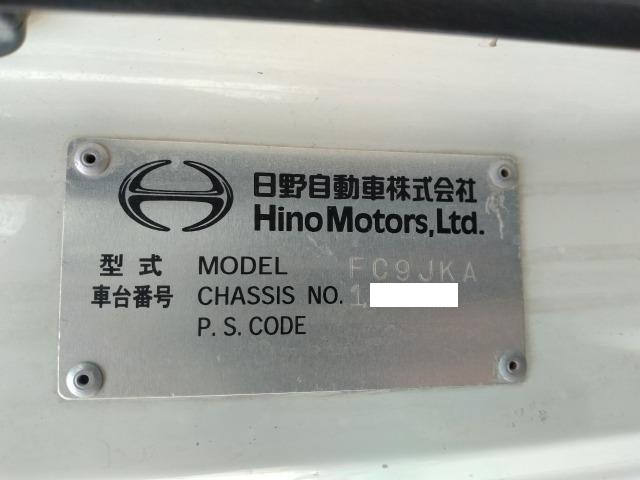 日野自動車株式会社
Hino Motors, Ltd.
型式 MODEL FC9JKA
車台番号 CHASSIS NO. 1
P. S. CODE